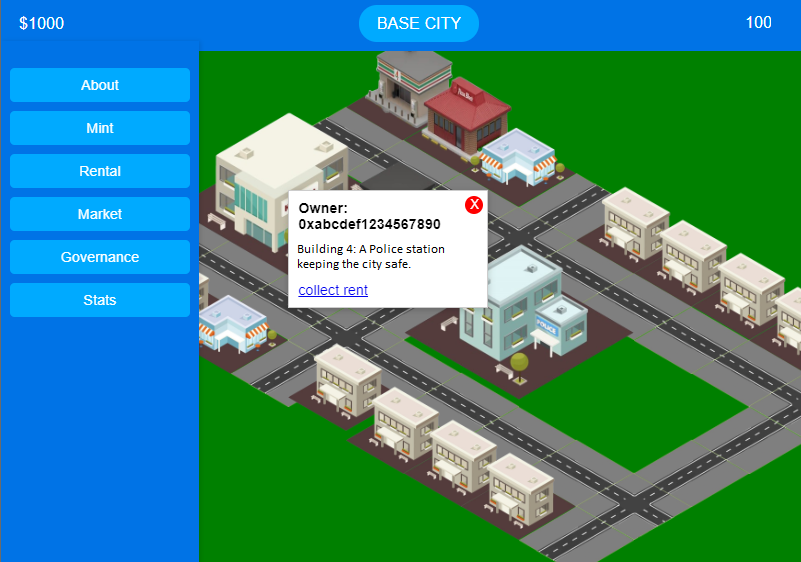 $1000
BASE CITY
100
About
Mint
Rental
Market
Governance
Stats
Owner:
0xabcdef1234567890
X
Building 4: A Police station
keeping the city safe.
collect rent
POLICE
7